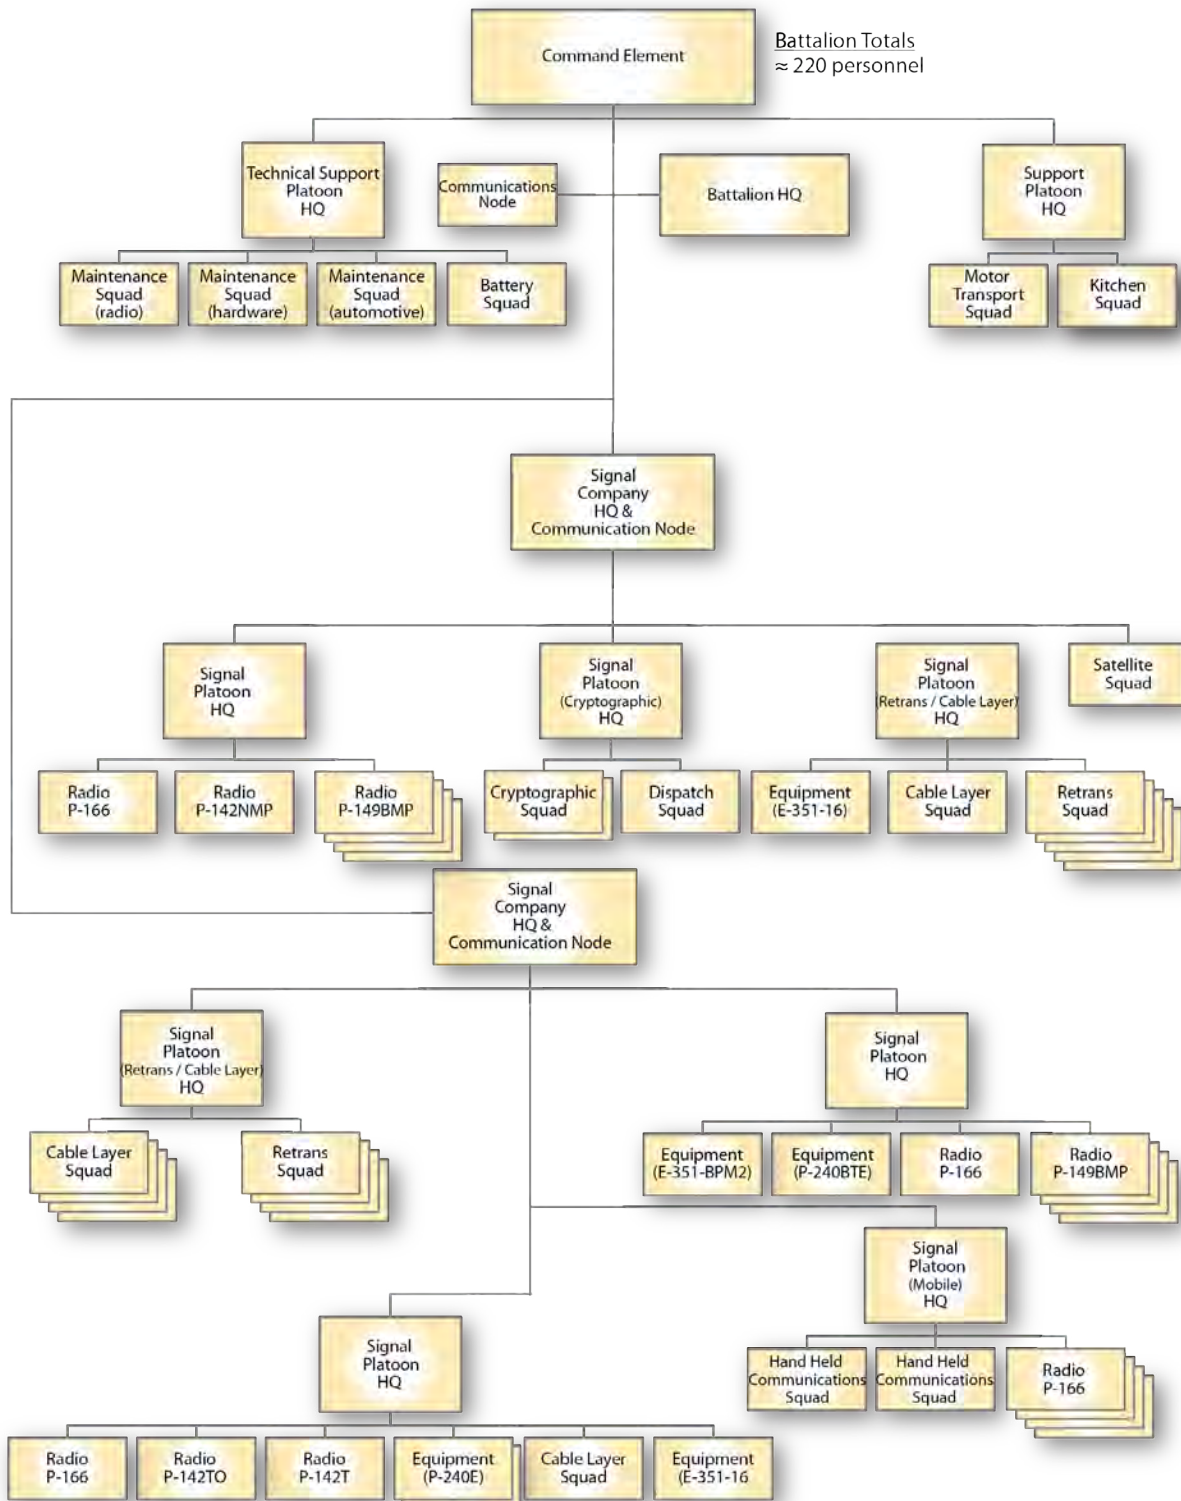 Command Element
Battalion Totals
≈ 220 personnel
Technical Support
Platoon
HQ
Communications
Node
Battalion HQ
Support
Platoon
HQ
Maintenance
Squad
(radio)
Maintenance
Squad
(hardware)
Maintenance
Squad
(automotive)
Battery
Squad
Motor
Transport
Squad
Kitchen
Squad
Signal
Company
HQ &
Communication Node
Signal
Platoon
HQ
Signal
Platoon
(Cryptographic)
HQ
Signal
Platoon
(Retrans / Cable Layer)
HQ
Satellite
Squad
Radio
P-166
Radio
P-142NMP
Radio
P-149BMP
Cryptographic
Squad
Dispatch
Squad
Equipment
(E-351-16)
Cable Layer
Squad
Retrans
Squad
Signal
Company
HQ &
Communication Node
Signal
Platoon
(Retrans / Cable Layer)
HQ
Signal
Platoon
HQ
Cable Layer
Squad
Retrans
Squad
Equipment
(E-351-BPM2)
Equipment
(P-240BTE)
Radio
P-166
Radio
P-149BMP
Signal
Platoon
(Mobile)
HQ
Signal
Platoon
HQ
Hand Held
Communications
Squad
Hand Held
Communications
Squad
Radio
P-166
Radio
P-166
Radio
P-142TO
Radio
P-142T
Equipment
(P-240E)
Cable Layer
Squad
Equipment
(E-351-16